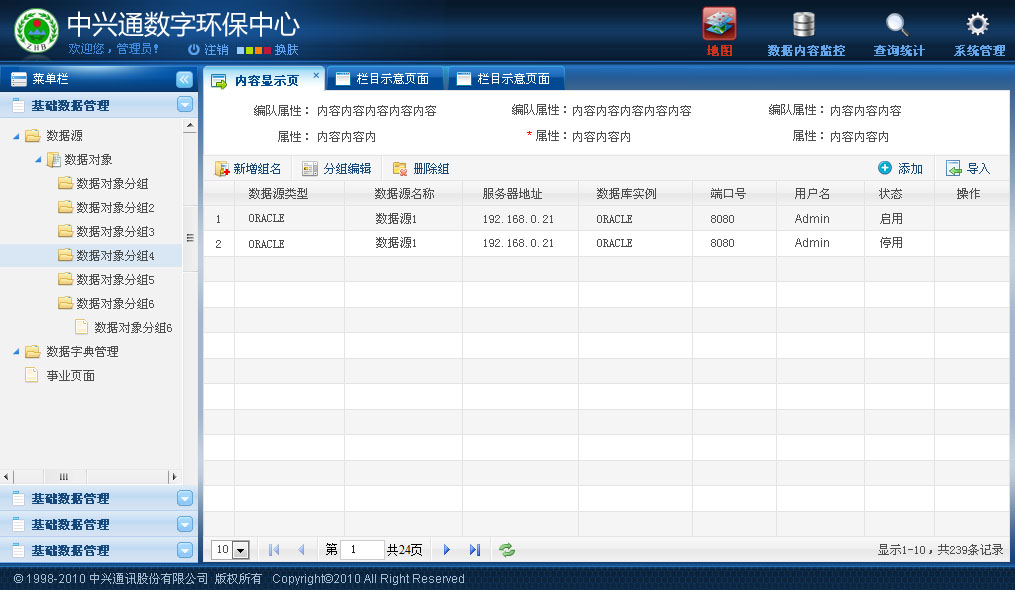 中兴通数字环保中心
欢迎您，管理员! 注销 换肤
ZHB
地图 数据内容监控 查询统计 系统管理
菜单栏
基础数据管理
数据源
数据对象
数据对象分组
数据对象分组2
数据对象分组3
数据对象分组4
数据对象分组5
数据对象分组6
数据对象分组6
数据字典管理
事业页面
基础数据管理
基础数据管理
基础数据管理
内容显示页 栏目示意页面 栏目示意页面
编队属性：内容内容内容内容内容 编队属性：内容内容内容内容内容 编队属性：内容内容内容
属性：内容内容内 *属性：内容内容内 属性：内容内容内
新增组名 分组编辑 删除组 添加 导入
数据源类型 数据源名称 服务器地址 数据库实例 端口号 用户名 状态 操作
1 ORACLE 数据源1 192.168.0.21 ORACLE 8080 Admin 启用
2 ORACLE 数据源1 192.168.0.21 ORACLE 8080 Admin 停用
10 第 1 共24页 显示1-10，共239条记录
©1998-2010 中兴通讯股份有限公司 版权所有 Copyright©2010 All Right Reserved